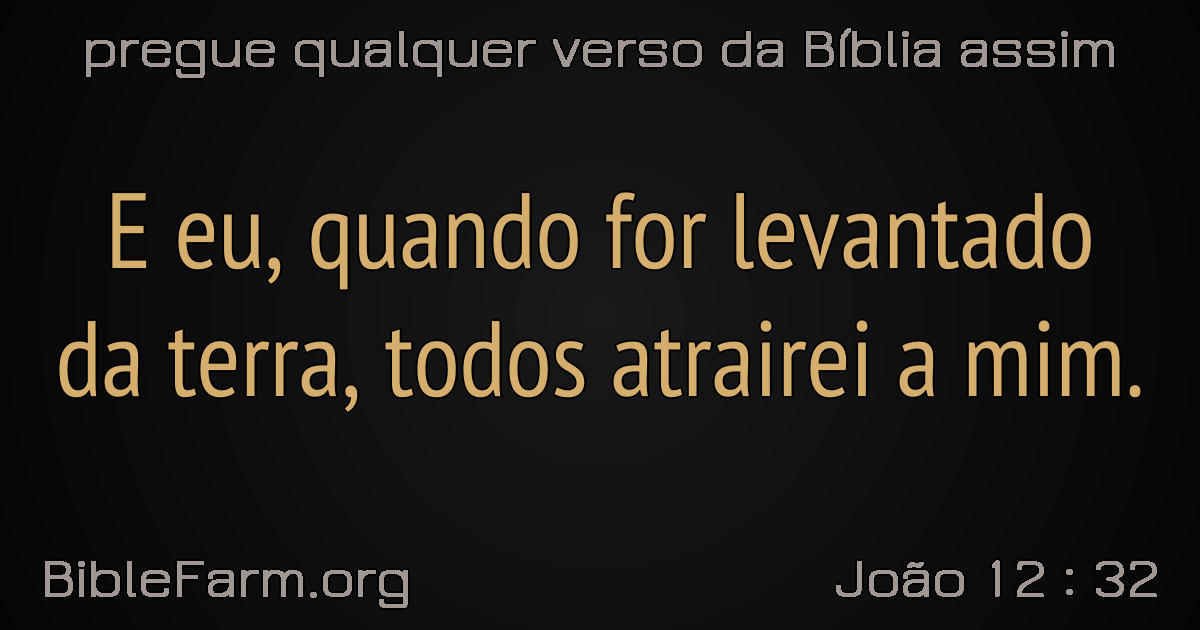 pregue qualquer verso da Bíblia assim
E eu, quando for levantado
da terra, todos atrairei a mim.
BibleFarm.org
João 12 : 32